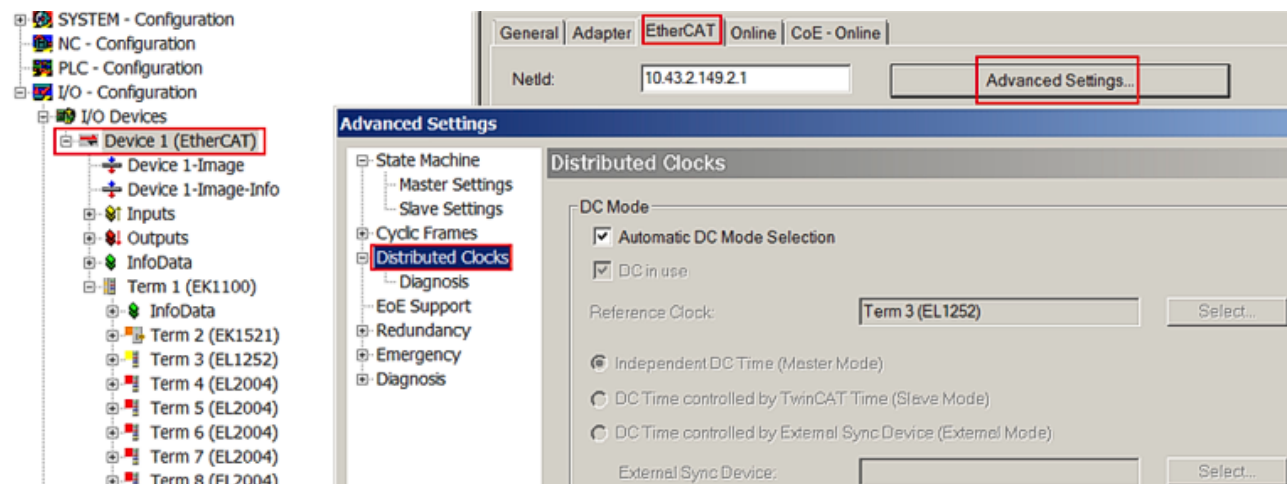 SYSTEM - Configuration
NC - Configuration
PLC - Configuration
I/O - Configuration
I/O Devices
Device 1 (EtherCAT)
Device 1-Image
Device 1-Image-Info
Inputs
Outputs
InfoData
Term 1 (EK1100)
InfoData
Term 2 (EK1521)
Term 3 (EL1252)
Term 4 (EL2004)
Term 5 (EL2004)
Term 6 (EL2004)
Term 7 (EL2004)
Term 8 (EL2004)
General Adapter EtherCAT Online CoE - Online
NetId: 10.43.2.149.2.1 Advanced Settings...
Advanced Settings
State Machine
Master Settings
Slave Settings
Cyclic Frames
Distributed Clocks
Diagnosis
EoE Support
Redundancy
Emergency
Diagnosis
Distributed Clocks
DC Mode
Automatic DC Mode Selection
DC in use
Reference Clock: Term 3 (EL1252) Select...
Independent DC Time (Master Mode)
DC Time controlled by TwinCAT Time (Slave Mode)
DC Time controlled by External Sync Device (External Mode)
External Sync Device: Select...